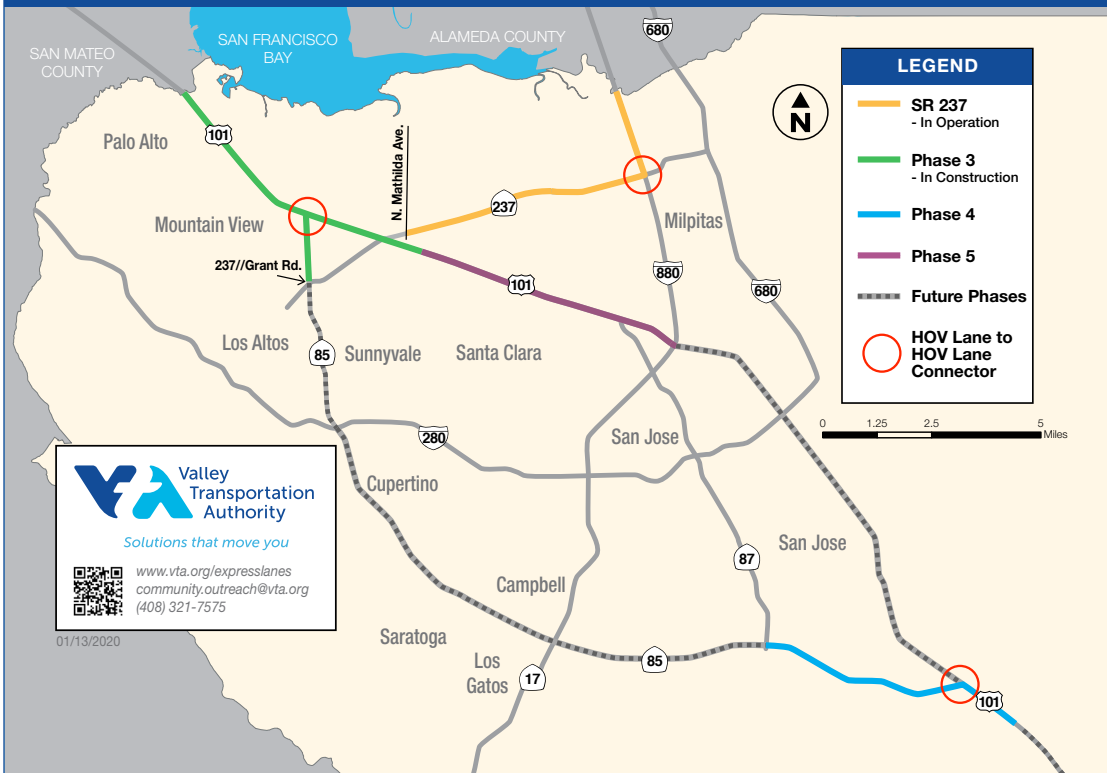 SAN MATEO
COUNTY
SAN FRANCISCO
BAY
ALAMEDA COUNTY
680
LEGEND
SR 237
- In Operation
Phase 3
- In Construction
Phase 4
Phase 5
Future Phases
HOV Lane to
HOV Lane
Connector
N
0 1.25 2.5 5
Miles
Palo Alto
101
N. Mathilda Ave.
237
Mountain View
Milpitas
237//Grant Rd.
880
680
101
Los Altos
85
Sunnyvale
Santa Clara
280
San Jose
Cupertino
Valley
Transportation
Authority
Solutions that move you
www.vta.org/expresslanes
community.outreach@vta.org
(408) 321-7575
01/13/2020
San Jose
87
Campbell
Saratoga
Los
Gatos
17
85
101